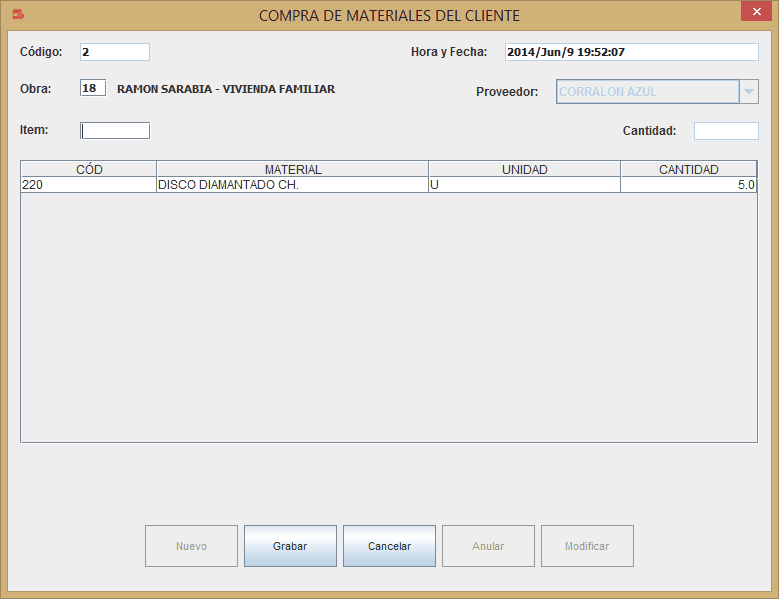 COMPRA DE MATERIALES DEL CLIENTE
Código: 2 Hora y Fecha: 2014/Jun/9 19:52:07
Obra: 18 RAMON SARABIA - VIVIENDA FAMILIAR Proveedor: CORRALON AZUL
Item: Cantidad:
CÓD MATERIAL UNIDAD CANTIDAD
220 DISCO DIAMANTADO CH. U 5.0
Nuevo Grabar Cancelar Anular Modificar